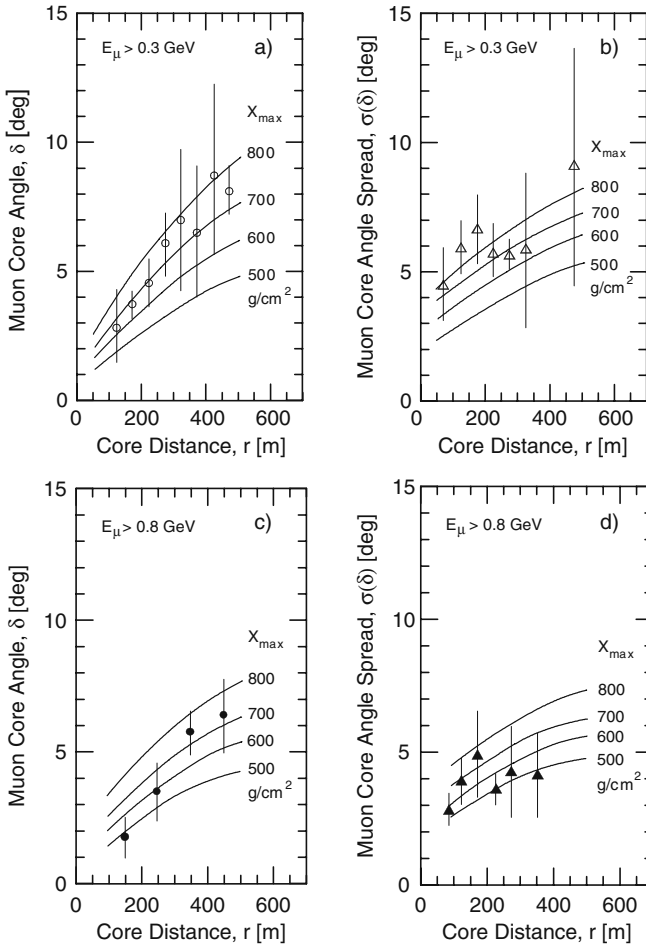 15
10
5
0
Muon Core Angle, δ [deg]
E_μ > 0.3 GeV
a)
X_max
800
700
600
500
g/cm²
0 200 400 600
Core Distance, r [m]
15
10
5
0
Muon Core Angle Spread, σ(δ) [deg]
E_μ > 0.3 GeV
b)
X_max
800
700
600
500
g/cm²
0 200 400 600
Core Distance, r [m]
15
10
5
0
Muon Core Angle, δ [deg]
E_μ > 0.8 GeV
c)
X_max
800
700
600
500
g/cm²
0 200 400 600
Core Distance, r [m]
15
10
5
0
Muon Core Angle Spread, σ(δ) [deg]
E_μ > 0.8 GeV
d)
X_max
800
700
600
500
g/cm²
0 200 400 600
Core Distance, r [m]